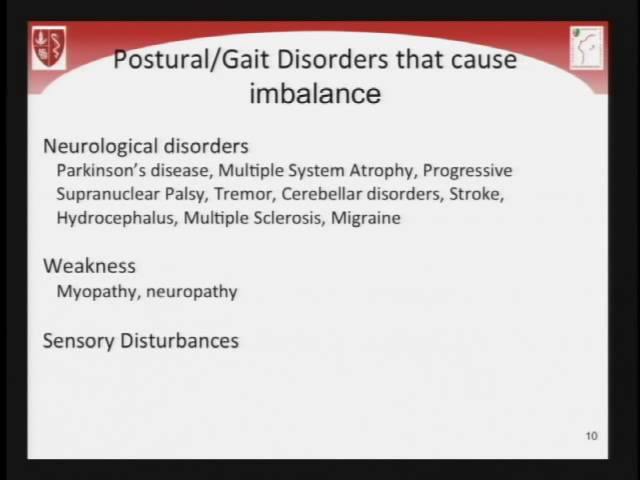 Postural/Gait Disorders that cause
imbalance
Neurological disorders
Parkinson's disease, Multiple System Atrophy, Progressive
Supranuclear Palsy, Tremor, Cerebellar disorders, Stroke,
Hydrocephalus, Multiple Sclerosis, Migraine
Weakness
Myopathy, neuropathy
Sensory Disturbances
10